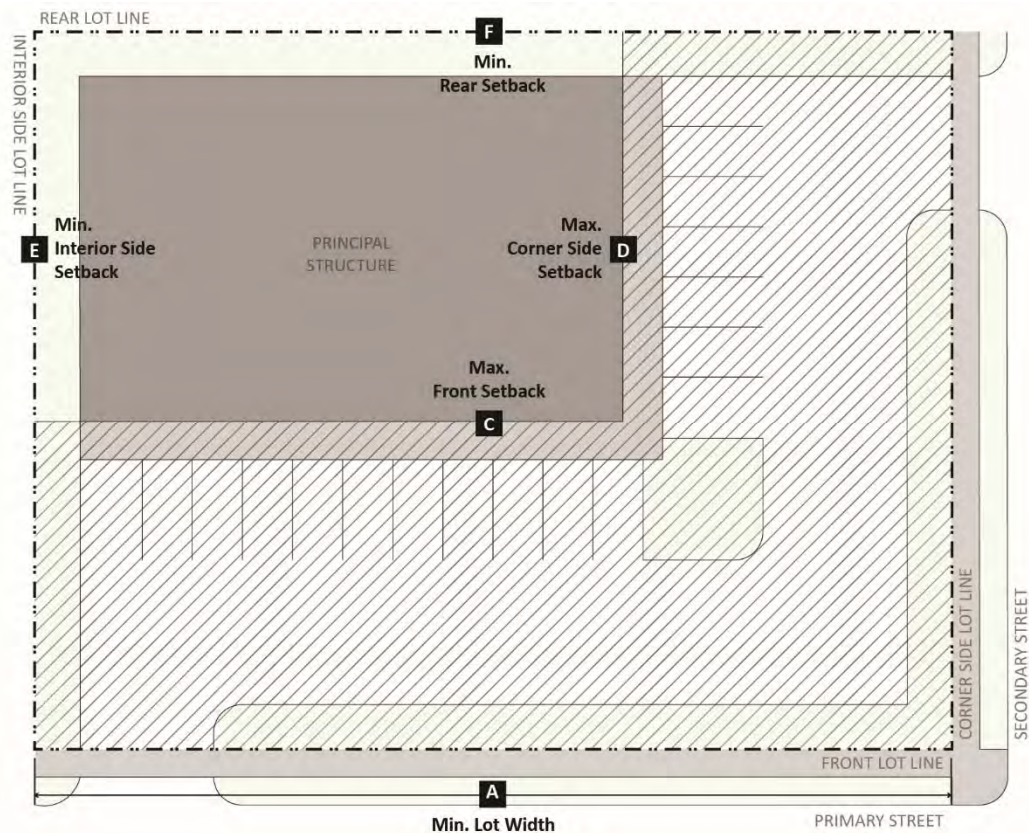 REAR LOT LINE
F
Min.
Rear Setback
INTERIOR SIDE LOT LINE
E
Min.
Interior Side
Setback
PRINCIPAL
STRUCTURE
Max.
Corner Side
Setback
D
Max.
Front Setback
C
CORNER SIDE LOT LINE
SECONDARY STREET
FRONT LOT LINE
A
Min. Lot Width
PRIMARY STREET